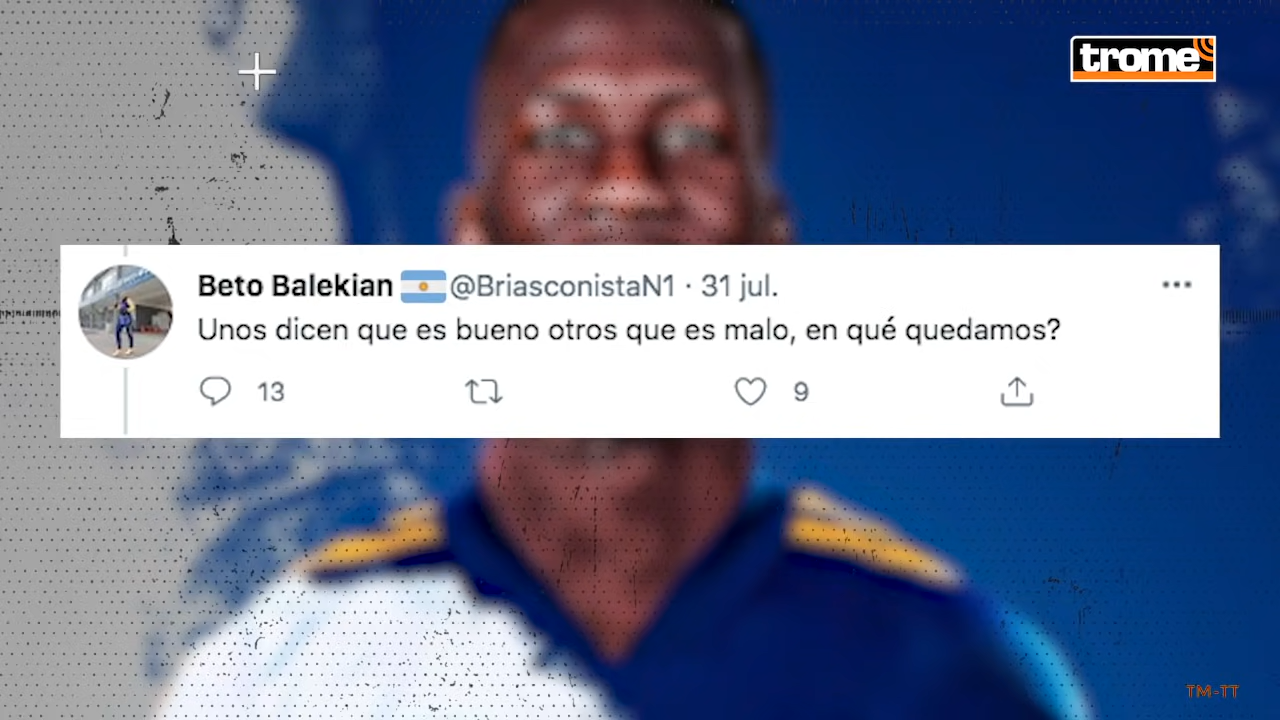 trome
Beto Balekian @BriasconistaN1 · 31 jul.
Unos dicen que es bueno otros que es malo, en qué quedamos?
13 9
TM-TT